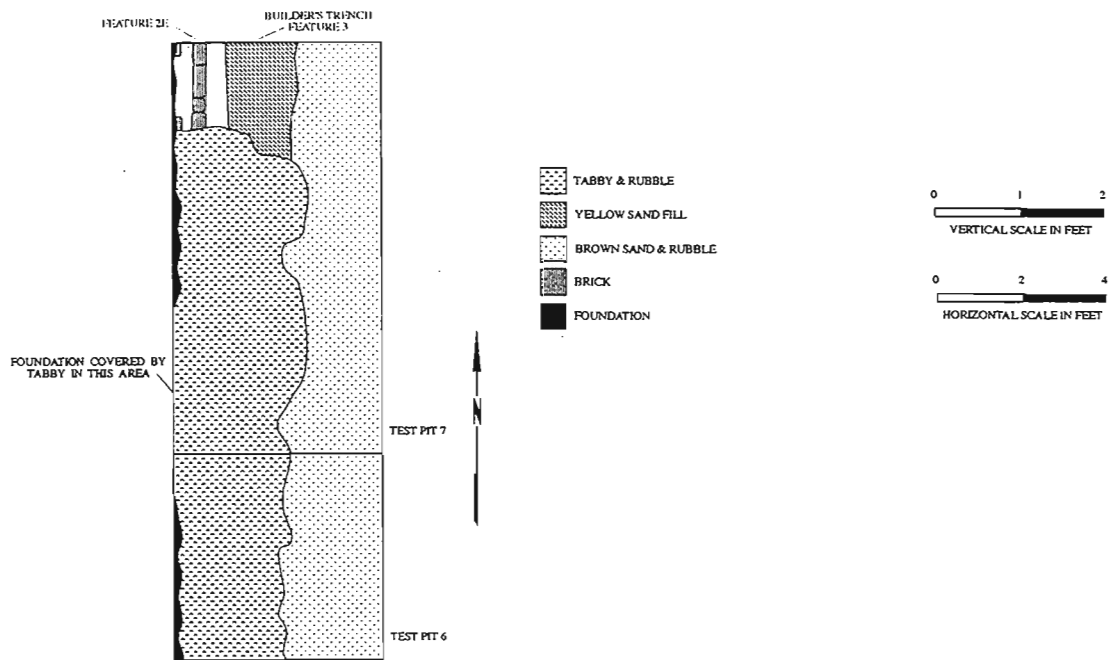 FEATURE 2E
BUILDER'S TRENCH
FEATURE 3
TABBY & RUBBLE
YELLOW SAND FILL
BROWN SAND & RUBBLE
BRICK
FOUNDATION
0 1 2
VERTICAL SCALE IN FEET
0 2 4
HORIZONTAL SCALE IN FEET
FOUNDATION COVERED BY
TABBY IN THIS AREA
N
TEST PIT 7
TEST PIT 6